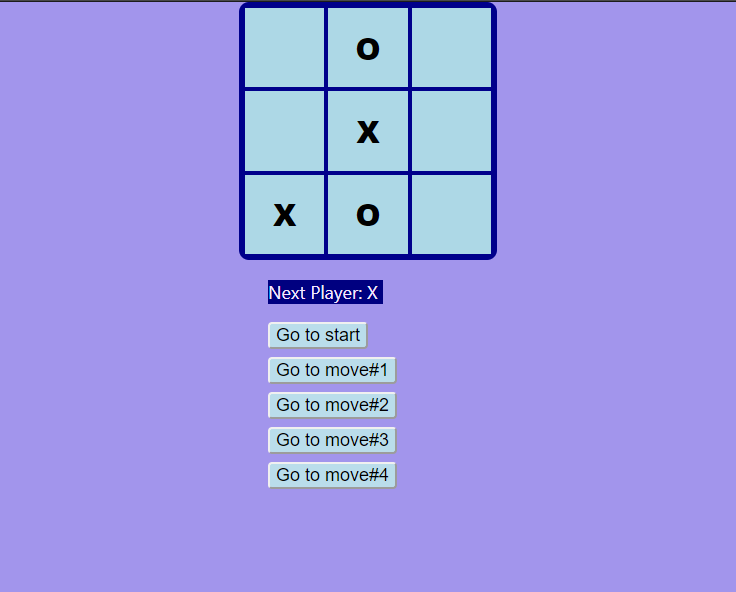 o
x
x o
Next Player: X
Go to start
Go to move#1
Go to move#2
Go to move#3
Go to move#4